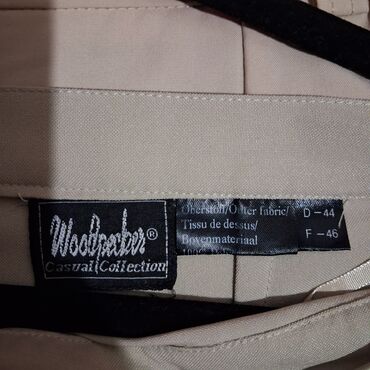 Woodpecker®
Casual Collection
Oberstoff/Outer fabric/
Tissu de dessus/
Bovenmateriaal
D-44
F-46